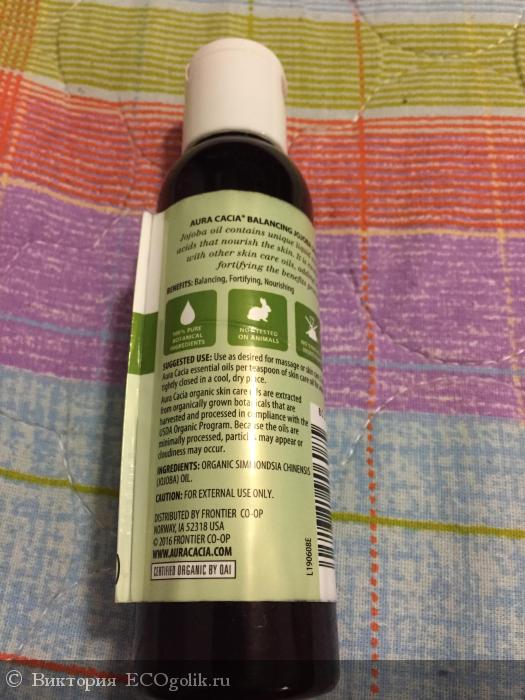 AURA CACIA® BALANCING JOJOBA
Jojoba oil contains unique liquid
acids that nourish the skin. It is
with other skin care oils,
fortifying the benefits
BENEFITS: Balancing, Fortifying, Nourishing
100% PURE
BOTANICAL
INGREDIENTS
NOT TESTED
ON ANIMALS
SUGGESTED USE: Use as desired for massage or skin care
Aura Cacia essential oils per teaspoon of skin care oil for
tightly closed in a cool, dry place.
Aura Cacia organic skin care oils are extracted
from organically grown botanicals that are
harvested and processed in compliance with the
USDA Organic Program. Because the oils are
minimally processed, particles may appear or
cloudiness may occur.
INGREDIENTS: ORGANIC SIMMONDSIA CHINENSIS
(JOJOBA) OIL.
CAUTION: FOR EXTERNAL USE ONLY.
DISTRIBUTED BY FRONTIER CO-OP
NORWAY, IA 52318 USA
© 2016 FRONTIER CO-OP
WWW.AURACACIA.COM
CERTIFIED ORGANIC BY QAI
L190608E
© Виктория ECOgolik.ru